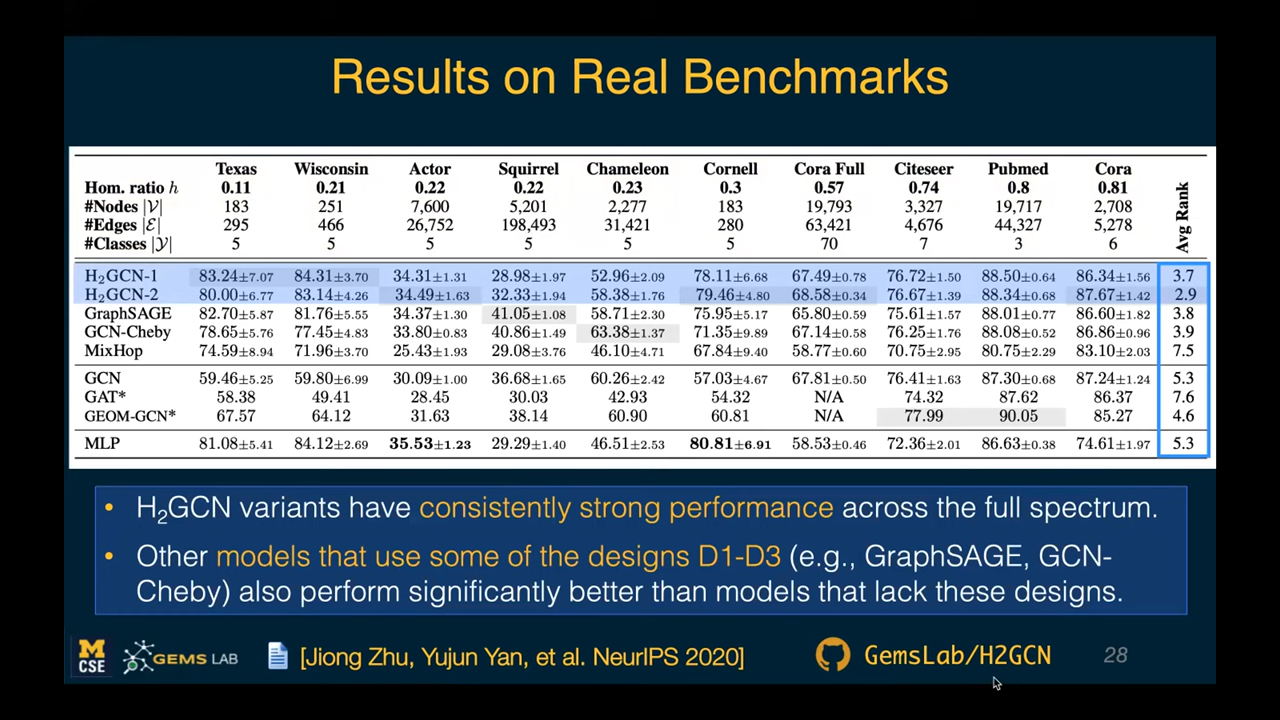 Results on Real Benchmarks
Texas Wisconsin Actor Squirrel Chameleon Cornell Cora Full Citeseer Pubmed Cora Avg Rank
Hom. ratio h 0.11 0.21 0.22 0.22 0.23 0.3 0.57 0.74 0.8 0.81
#Nodes |𝒱| 183 251 7,600 5,201 2,277 183 19,793 3,327 19,717 2,708
#Edges |ℰ| 295 466 26,752 198,493 31,421 280 63,421 4,676 44,327 5,278
#Classes |𝒴| 5 5 5 5 5 5 70 7 3 6
H₂GCN-1 83.24±7.07 84.31±3.70 34.31±1.31 28.98±1.97 52.96±2.09 78.11±6.68 67.49±0.78 76.72±1.50 88.50±0.64 86.34±1.56 3.7
H₂GCN-2 80.00±6.77 83.14±4.26 34.49±1.63 32.33±1.94 58.38±1.76 79.46±4.80 68.58±0.34 76.67±1.39 88.34±0.68 87.67±1.42 2.9
GraphSAGE 82.70±5.87 81.76±5.55 34.37±1.30 41.05±1.08 58.71±2.30 75.95±5.17 65.80±0.59 75.61±1.57 88.01±0.77 86.60±1.82 3.8
GCN-Cheby 78.65±5.76 77.45±4.83 33.80±0.83 40.86±1.49 63.38±1.37 71.35±9.89 67.14±0.58 76.25±1.76 88.08±0.52 86.86±0.96 3.9
MixHop 74.59±8.94 71.96±3.70 25.43±1.93 29.08±3.76 46.10±4.71 67.84±9.40 58.77±0.60 70.75±2.95 80.75±2.29 83.10±2.03 7.5
GCN 59.46±5.25 59.80±6.99 30.09±1.00 36.68±1.65 60.26±2.42 57.03±4.67 67.81±0.50 76.41±1.63 87.30±0.68 87.24±1.24 5.3
GAT* 58.38 49.41 28.45 30.03 42.93 54.32 N/A 74.32 87.62 86.37 7.6
GEOM-GCN* 67.57 64.12 31.63 38.14 60.90 60.81 N/A 77.99 90.05 85.27 4.6
MLP 81.08±5.41 84.12±2.69 35.53±1.23 29.29±1.40 46.51±2.53 80.81±6.91 58.53±0.46 72.36±2.01 86.63±0.38 74.61±1.97 5.3
• H₂GCN variants have consistently strong performance across the full spectrum.
• Other models that use some of the designs D1-D3 (e.g., GraphSAGE, GCN-
Cheby) also perform significantly better than models that lack these designs.
M CSE GEMS LAB [Jiong Zhu, Yujun Yan, et al. NeurIPS 2020] GemsLab/H2GCN 28